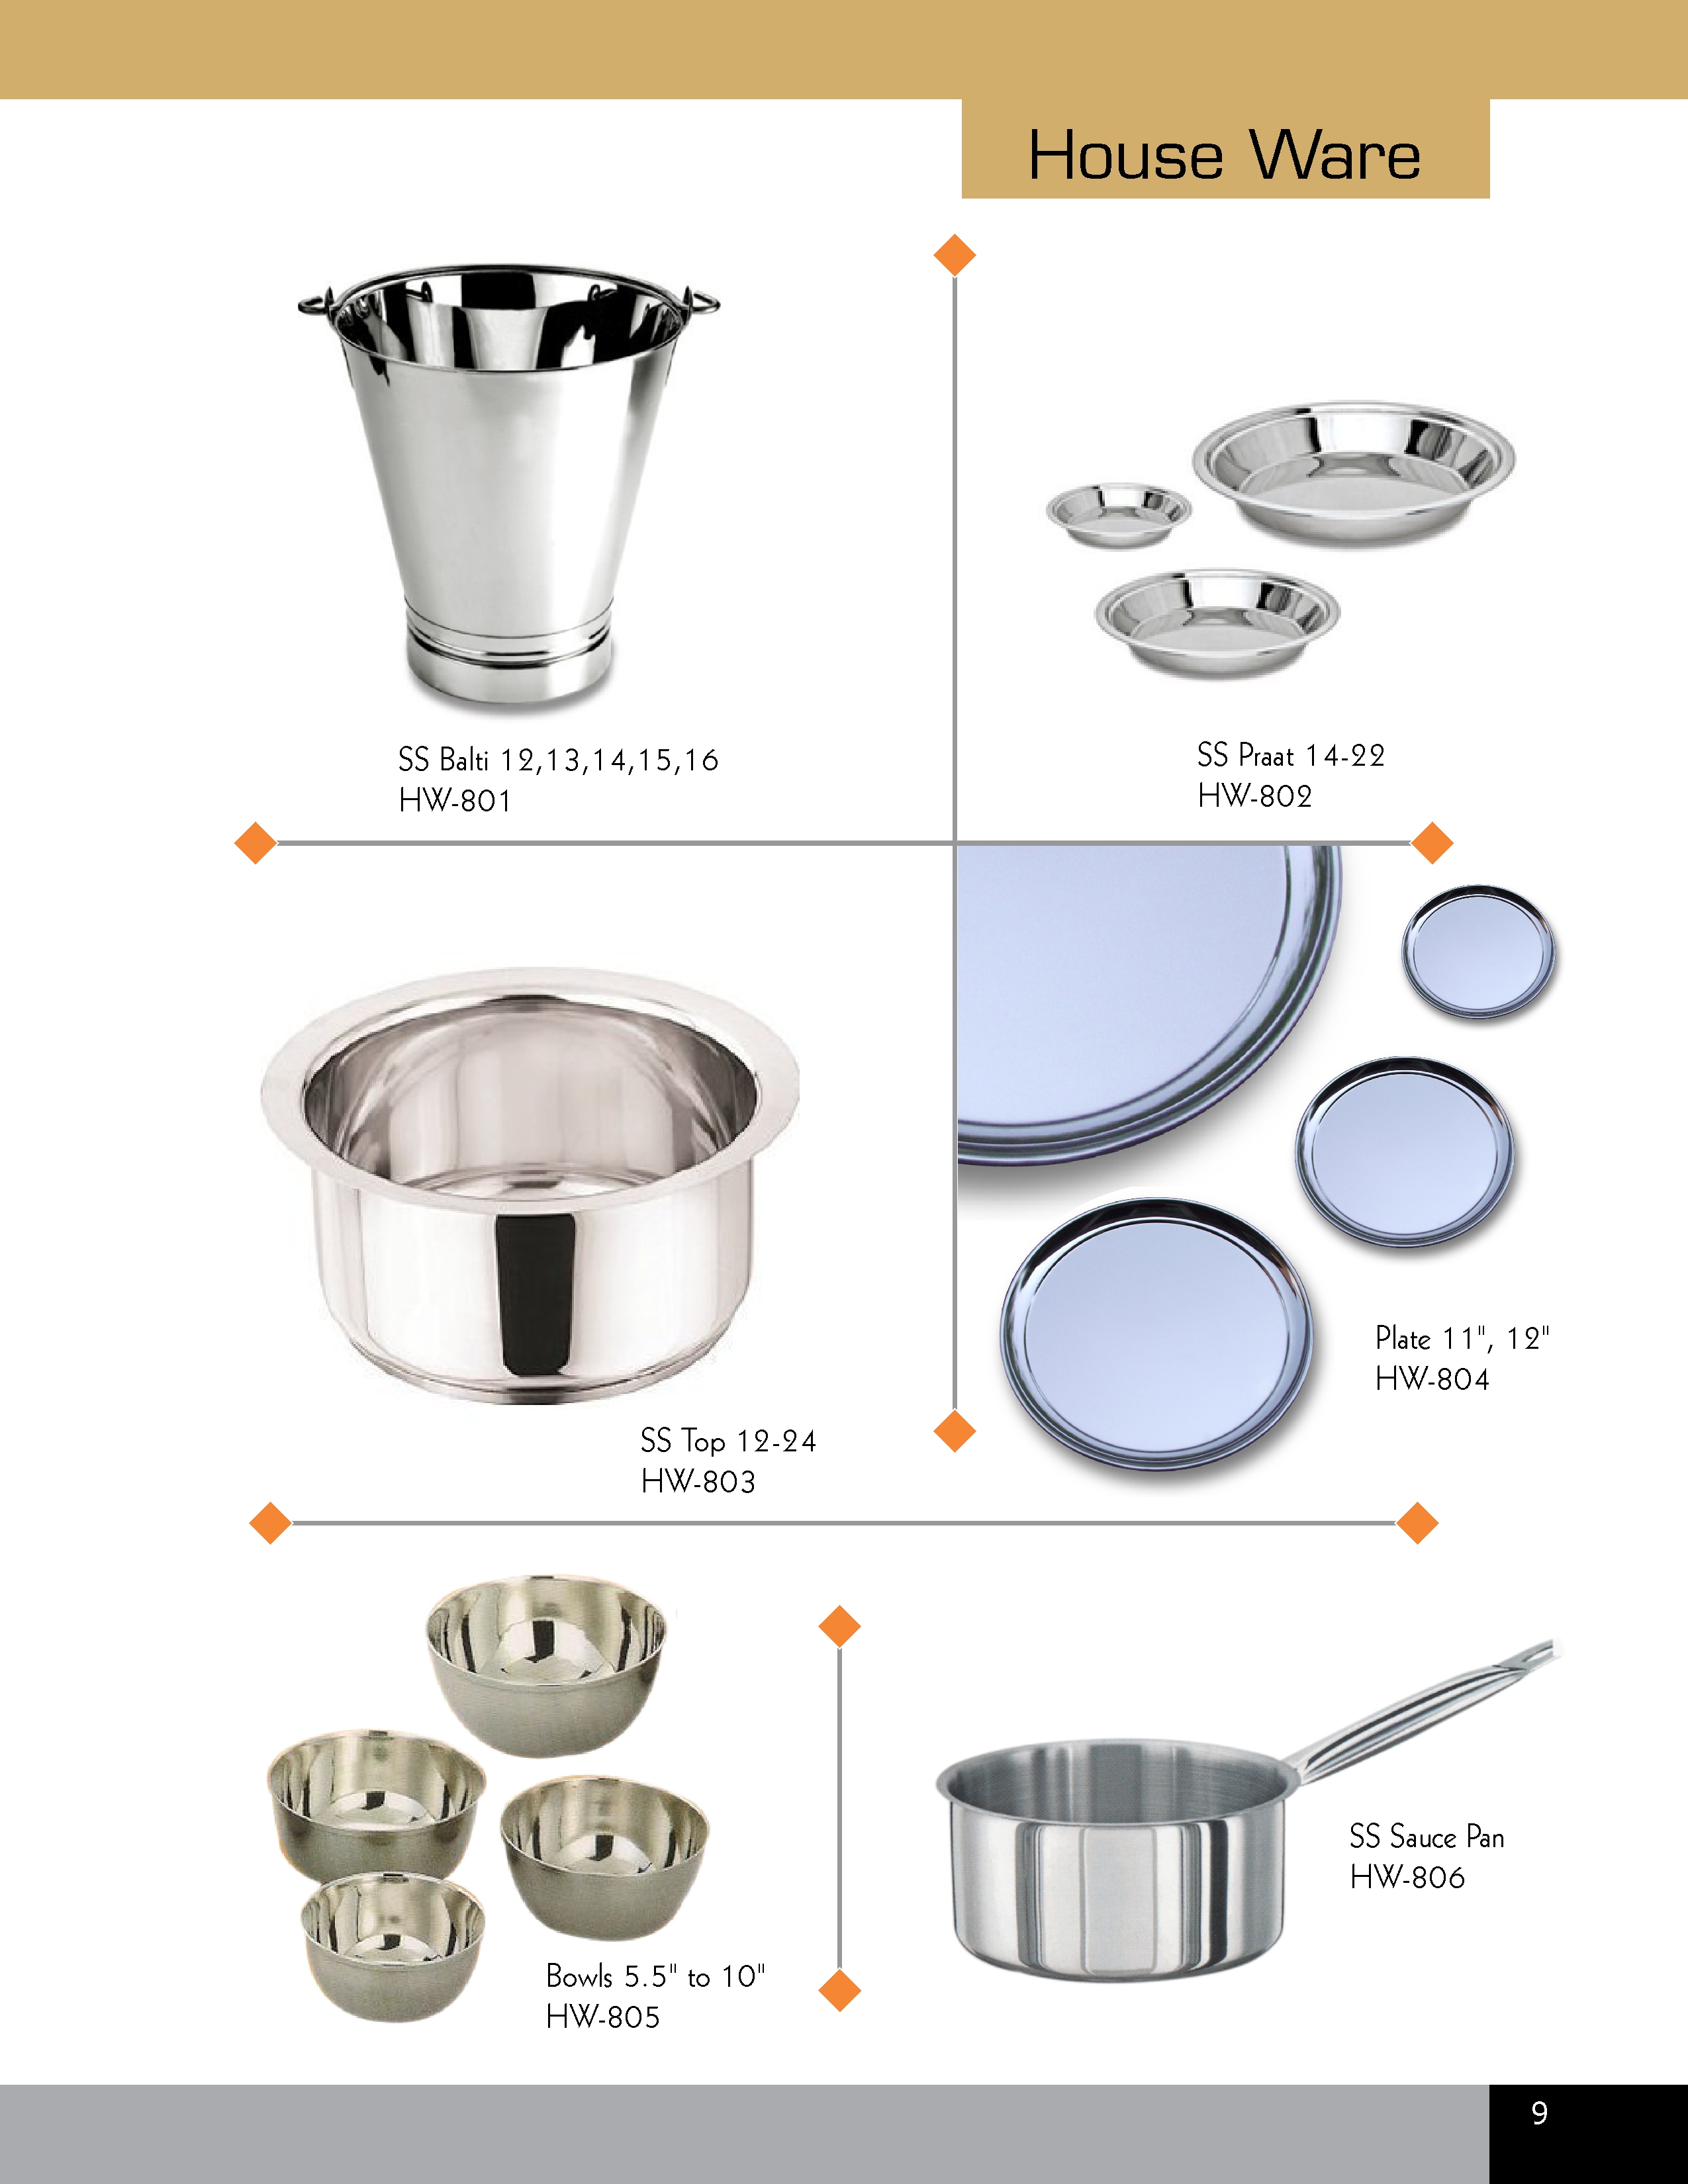 House Ware
SS Balti 12,13,14,15,16
HW-801
SS Praat 14-22
HW-802
SS Top 12-24
HW-803
Plate 11", 12"
HW-804
Bowls 5.5" to 10"
HW-805
SS Sauce Pan
HW-806
9